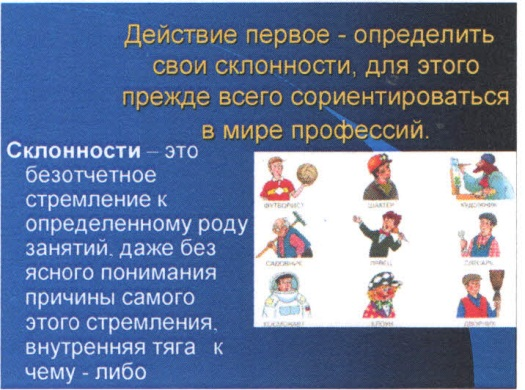 Действие первое - определить
свои склонности, для этого
прежде всего сориентироваться
в мире профессий.
Склонности – это
безотчетное
стремление к
определенному роду
занятий, даже без
ясного понимания
причины самого
этого стремления,
внутренняя тяга к
чему - либо
ФУТБОЛИСТ ШАХТЕР ХУДОЖНИК
САДОВНИК ПЕВЕЦ СЛЕСАРЬ
КОСМОНАВТ КЛОУН ДВОРНИК